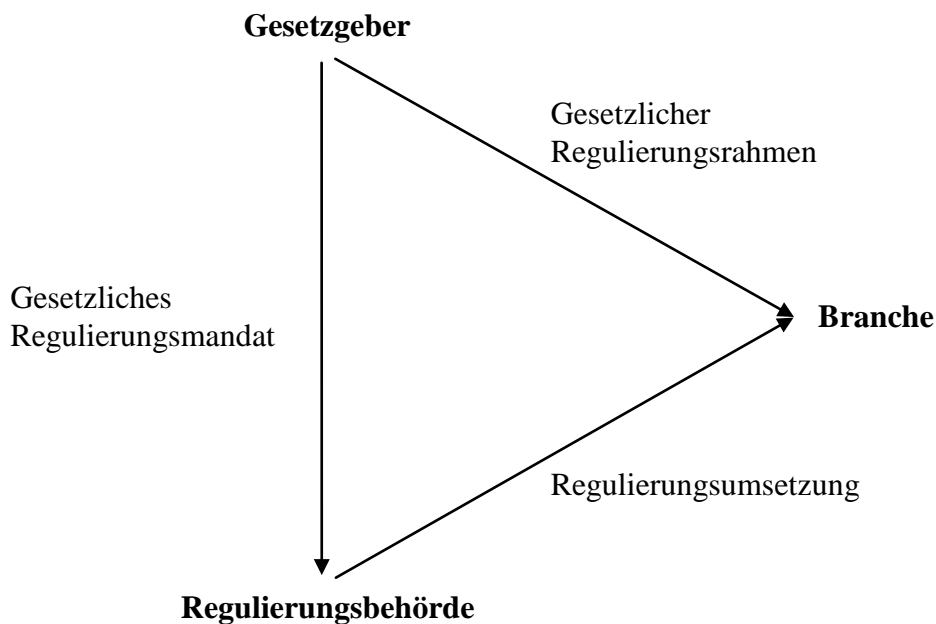 Gesetzgeber
Gesetzlicher
Regulierungsrahmen
Gesetzliches
Regulierungsmandat
Branche
Regulierungsumsetzung
Regulierungsbehörde